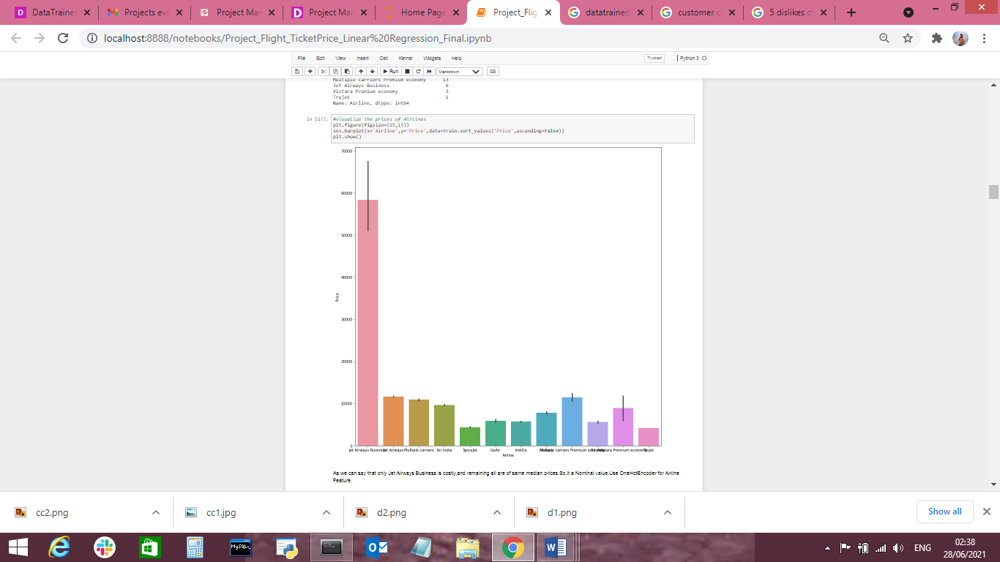 DataTraine
Projects eva
Project Mar
Project Mar
Home Page
Project_Flig
datatrained
customer c
5 dislikes o
localhost:8888/notebooks/Project_Flight_TicketPrice_Linear%20Regression_Final.ipynb
File Edit View Insert Cell Kernel Widgets Help
Trusted
Python 3
Run
Markdown
Multiple carriers Premium economy 13
Jet Airways Business 6
Vistara Premium economy 3
Trujet 1
Name: Airline, dtype: int64
In [27]:
#visualize the prices of Airlines
plt.figure(figsize=(15,15))
sns.barplot(x='Airline',y='Price',data=train.sort_values('Price',ascending=False))
plt.show()
70000
60000
50000
40000
30000
20000
10000
0
Price
Jet Airways Business Jet Airways Multiple carriers Air India SpiceJet GoAir IndiGo Vistara Multiple carriers Premium economy Air Asia Vistara Premium economy Trujet
Airline
As we can say that only Jet Airways Business is costly,and remaining all are of same median prices.So,it a Nominal value.Use OneHotEncoder for Airline
Feature.
cc2.png
cc1.jpg
d2.png
d1.png
Show all
MySQL
C:\_
ENG
02:38
28/06/2021